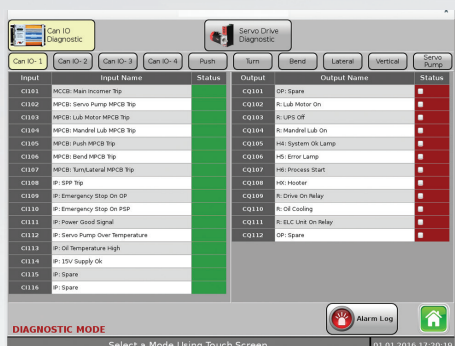 Can IO
Diagnostic
Servo Drive
Diagnostic
Can IO- 1
Can IO- 2
Can IO- 3
Can IO- 4
Push
Turn
Bend
Lateral
Vertical
Servo
Pump
Input Input Name Status
CI101 MCCB: Main Incomer Trip
CI102 MPCB: Servo Pump MPCB Trip
CI103 MPCB: Lub Motor MPCB Trip
CI104 MPCB: Mandrel Lub MPCB Trip
CI105 MPCB: Push MPCB Trip
CI106 MPCB: Bend MPCB Trip
CI107 MPCB: Turn/Lateral MPCB Trip
CI108 IP: SPP Trip
CI109 IP: Emergency Stop On OP
CI110 IP: Emergency Stop On PSP
CI111 IP: Power Good Signal
CI112 IP: Servo Pump Over Temperature
CI113 IP: Oil Temperature High
CI114 IP: 15V Supply Ok
CI115 IP: Spare
CI116 IP: Spare
Output Output Name Status
CQ101 OP: Spare
CQ102 R: Lub Motor On
CQ103 R: UPS Off
CQ104 R: Mandrel Lub On
CQ105 H4: System Ok Lamp
CQ106 H5: Error Lamp
CQ107 H6: Process Start
CQ108 HX: Hooter
CQ109 R: Drive On Relay
CQ110 R: Oil Cooling
CQ111 R: ELC Unit On Relay
CQ112 OP: Spare
Alarm Log
DIAGNOSTIC MODE
Select a Mode Using Touch Screen
01.01.2016 17:20:19